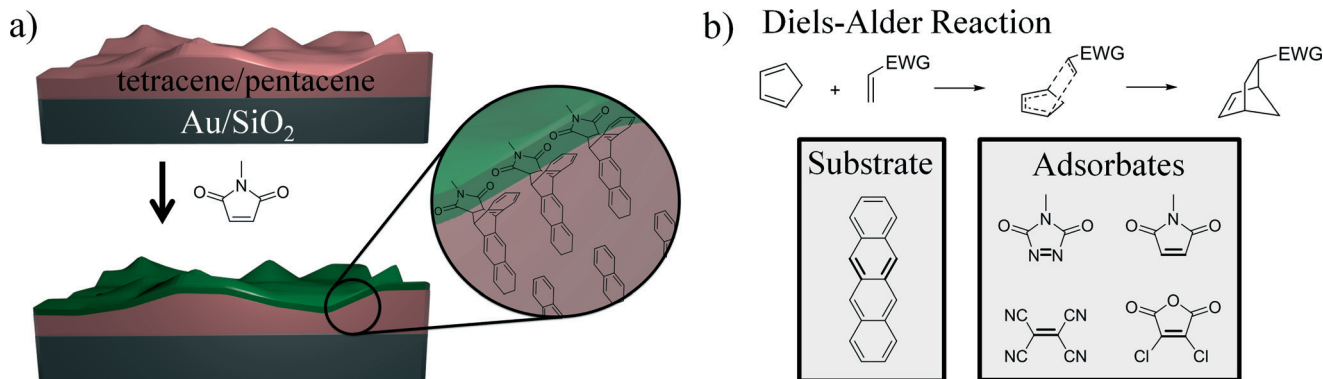 a)
tetracene/pentacene
Au/SiO₂
N
O
O
N
O
O
N
O
O
N
O
O
b) Diels-Alder Reaction
+
EWG
EWG
EWG
Substrate
Adsorbates
N
O
O
N=N
N
O
O
NC
CN
NC
CN
O
O
O
Cl
Cl